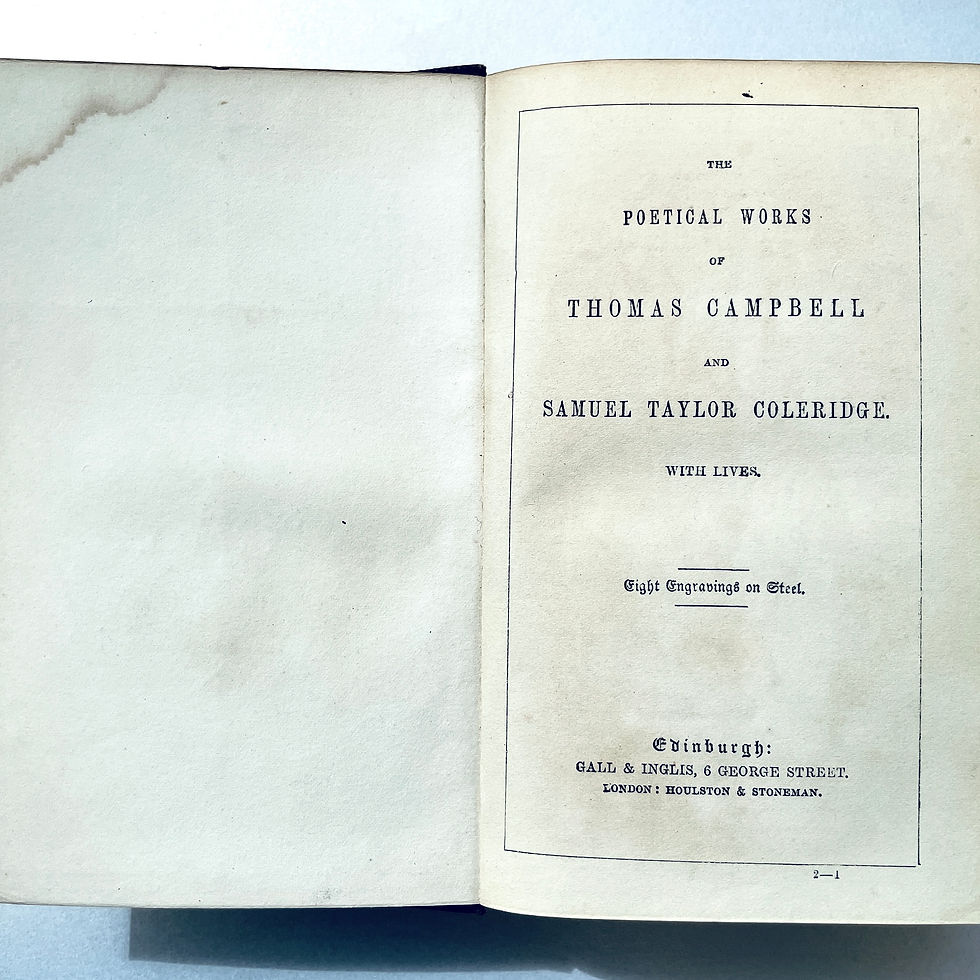 THE
POETICAL WORKS
OF
THOMAS CAMPBELL
AND
SAMUEL TAYLOR COLERIDGE.
WITH LIVES.
Eight Engravings on Steel.
Edinburgh:
GALL & INGLIS, 6 GEORGE STREET.
LONDON: HOULSTON & STONEMAN.
2—1